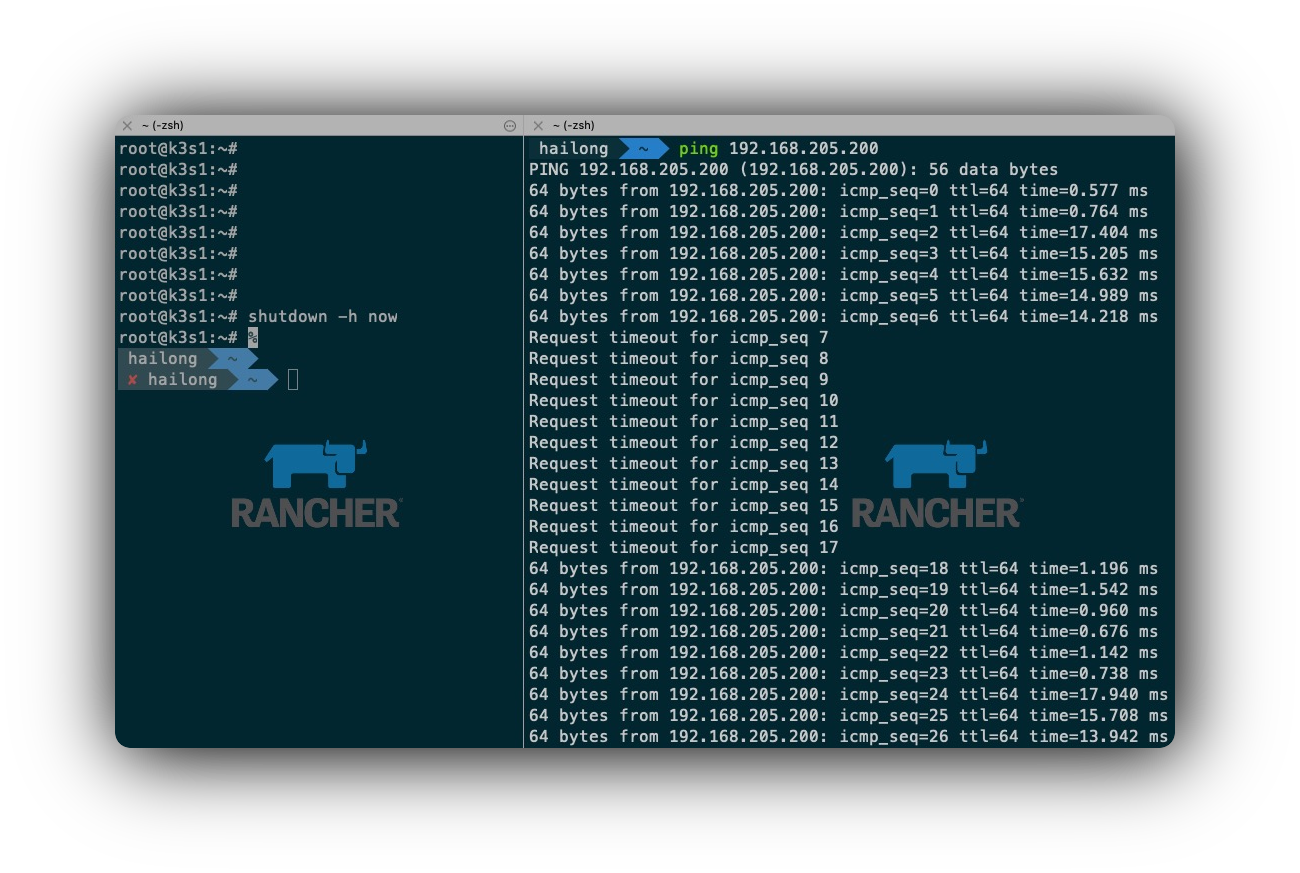 ~ (-zsh)
root@k3s1:~#
root@k3s1:~#
root@k3s1:~#
root@k3s1:~#
root@k3s1:~#
root@k3s1:~#
root@k3s1:~#
root@k3s1:~#
root@k3s1:~# shutdown -h now
root@k3s1:~# %
hailong ~
✘ hailong ~
RANCHER®
~ (-zsh)
hailong ~ ping 192.168.205.200
PING 192.168.205.200 (192.168.205.200): 56 data bytes
64 bytes from 192.168.205.200: icmp_seq=0 ttl=64 time=0.577 ms
64 bytes from 192.168.205.200: icmp_seq=1 ttl=64 time=0.764 ms
64 bytes from 192.168.205.200: icmp_seq=2 ttl=64 time=17.404 ms
64 bytes from 192.168.205.200: icmp_seq=3 ttl=64 time=15.205 ms
64 bytes from 192.168.205.200: icmp_seq=4 ttl=64 time=15.632 ms
64 bytes from 192.168.205.200: icmp_seq=5 ttl=64 time=14.989 ms
64 bytes from 192.168.205.200: icmp_seq=6 ttl=64 time=14.218 ms
Request timeout for icmp_seq 7
Request timeout for icmp_seq 8
Request timeout for icmp_seq 9
Request timeout for icmp_seq 10
Request timeout for icmp_seq 11
Request timeout for icmp_seq 12
Request timeout for icmp_seq 13
Request timeout for icmp_seq 14
Request timeout for icmp_seq 15
Request timeout for icmp_seq 16
Request timeout for icmp_seq 17
64 bytes from 192.168.205.200: icmp_seq=18 ttl=64 time=1.196 ms
64 bytes from 192.168.205.200: icmp_seq=19 ttl=64 time=1.542 ms
64 bytes from 192.168.205.200: icmp_seq=20 ttl=64 time=0.960 ms
64 bytes from 192.168.205.200: icmp_seq=21 ttl=64 time=0.676 ms
64 bytes from 192.168.205.200: icmp_seq=22 ttl=64 time=1.142 ms
64 bytes from 192.168.205.200: icmp_seq=23 ttl=64 time=0.738 ms
64 bytes from 192.168.205.200: icmp_seq=24 ttl=64 time=17.940 ms
64 bytes from 192.168.205.200: icmp_seq=25 ttl=64 time=15.708 ms
64 bytes from 192.168.205.200: icmp_seq=26 ttl=64 time=13.942 ms
RANCHER®